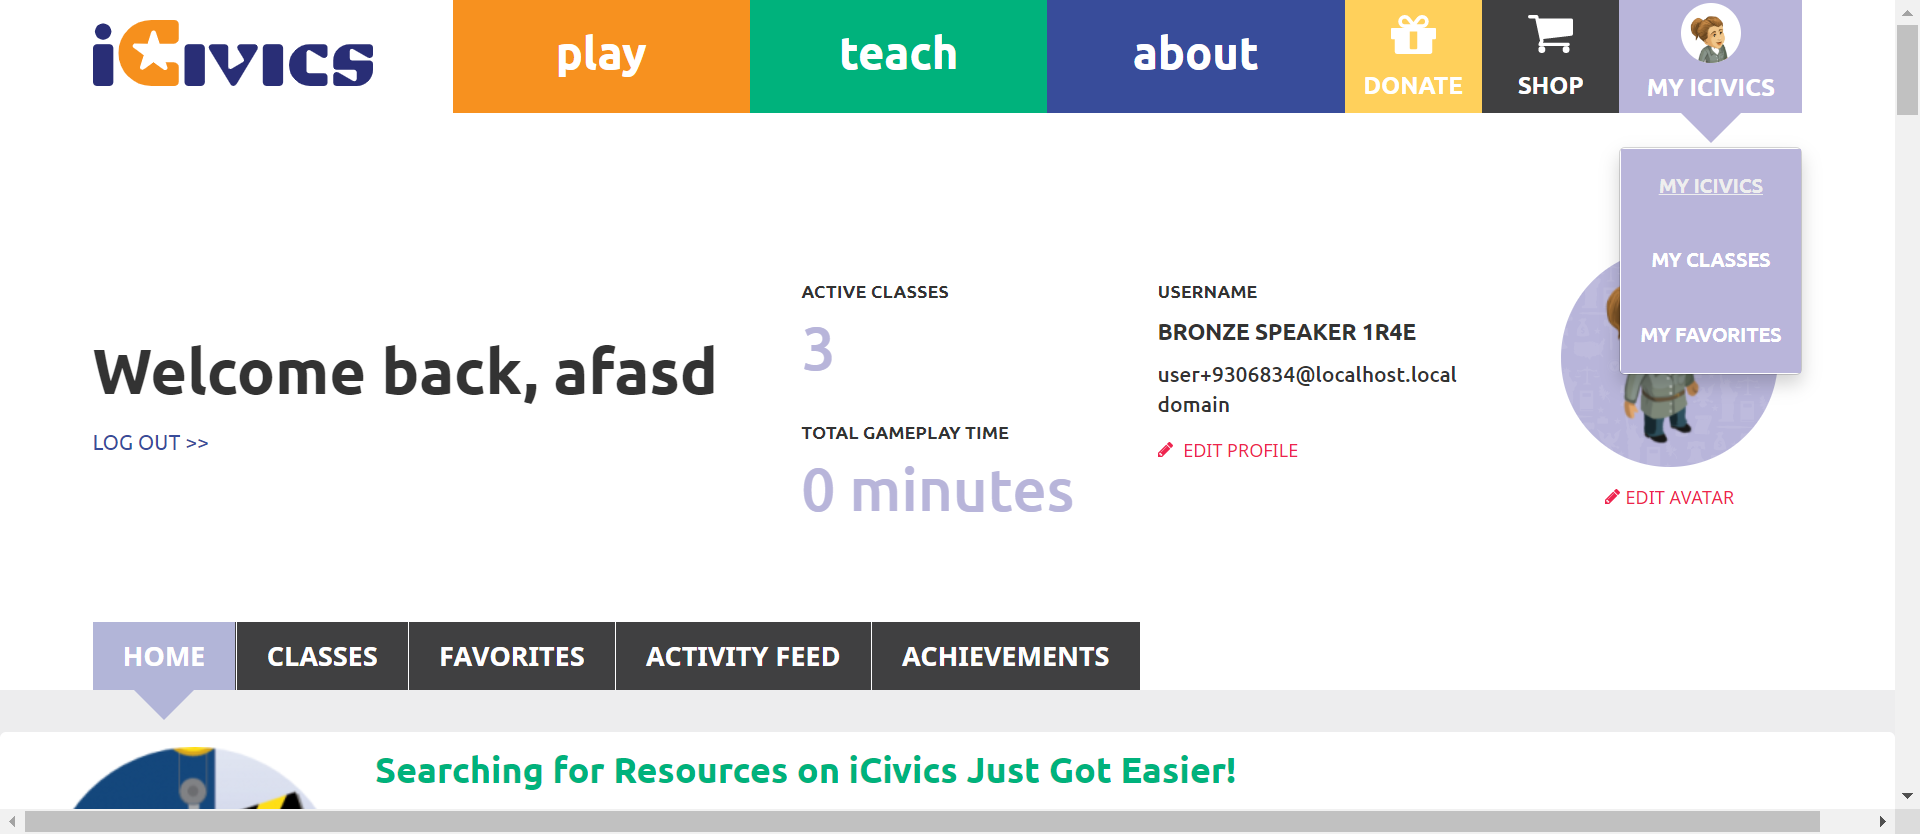 iCivics
play
teach
about
DONATE
SHOP
MY ICIVICS
MY ICIVICS
MY CLASSES
MY FAVORITES
Welcome back, afasd
LOG OUT >>
ACTIVE CLASSES
3
TOTAL GAMEPLAY TIME
0 minutes
USERNAME
BRONZE SPEAKER 1R4E
user+9306834@localhost.local
domain
EDIT PROFILE
EDIT AVATAR
HOME
CLASSES
FAVORITES
ACTIVITY FEED
ACHIEVEMENTS
Searching for Resources on iCivics Just Got Easier!